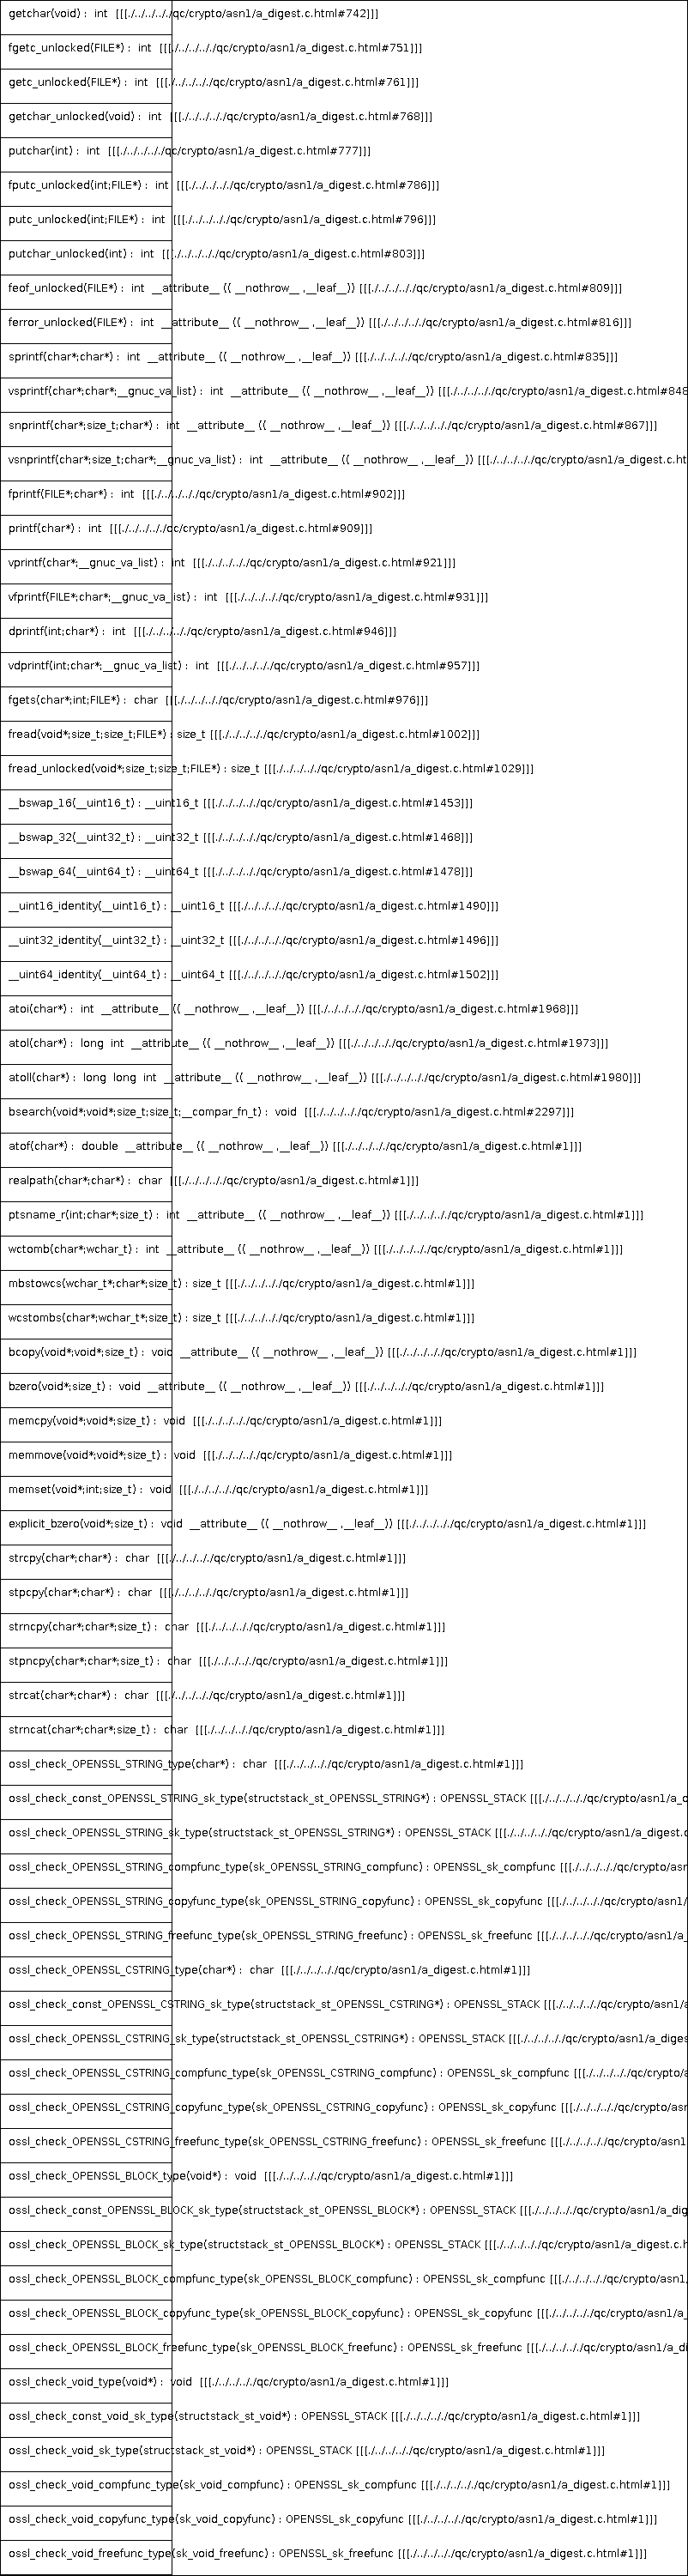 getchar(void) :  int  [[[./../../../../qc/crypto/asn1/a_digest.c.html#742]]]
fgetc_unlocked(FILE*) :  int  [[[./../../../../qc/crypto/asn1/a_digest.c.html#751]]]
getc_unlocked(FILE*) :  int  [[[./../../../../qc/crypto/asn1/a_digest.c.html#761]]]
getchar_unlocked(void) :  int  [[[./../../../../qc/crypto/asn1/a_digest.c.html#768]]]
putchar(int) :  int  [[[./../../../../qc/crypto/asn1/a_digest.c.html#777]]]
fputc_unlocked(int;FILE*) :  int  [[[./../../../../qc/crypto/asn1/a_digest.c.html#786]]]
putc_unlocked(int;FILE*) :  int  [[[./../../../../qc/crypto/asn1/a_digest.c.html#796]]]
putchar_unlocked(int) :  int  [[[./../../../../qc/crypto/asn1/a_digest.c.html#803]]]
feof_unlocked(FILE*) :  int  __attribute__ (( __nothrow__ ,__leaf__)) [[[./../../../../qc/crypto/asn1/a_digest.c.html#809]]]
ferror_unlocked(FILE*) :  int  __attribute__ (( __nothrow__ ,__leaf__)) [[[./../../../../qc/crypto/asn1/a_digest.c.html#816]]]
sprintf(char*;char*) :  int  __attribute__ (( __nothrow__ ,__leaf__)) [[[./../../../../qc/crypto/asn1/a_digest.c.html#835]]]
vsprintf(char*;char*;__gnuc_va_list) :  int  __attribute__ (( __nothrow__ ,__leaf__)) [[[./../../../../qc/crypto/asn1/a_digest.c.html#848
snprintf(char*;size_t;char*) :  int  __attribute__ (( __nothrow__ ,__leaf__)) [[[./../../../../qc/crypto/asn1/a_digest.c.html#867]]]
vsnprintf(char*;size_t;char*;__gnuc_va_list) :  int  __attribute__ (( __nothrow__ ,__leaf__)) [[[./../../../../qc/crypto/asn1/a_digest.c.ht
fprintf(FILE*;char*) :  int  [[[./../../../../qc/crypto/asn1/a_digest.c.html#902]]]
printf(char*) :  int  [[[./../../../../qc/crypto/asn1/a_digest.c.html#909]]]
vprintf(char*;__gnuc_va_list) :  int  [[[./../../../../qc/crypto/asn1/a_digest.c.html#921]]]
vfprintf(FILE*;char*;__gnuc_va_list) :  int  [[[./../../../../qc/crypto/asn1/a_digest.c.html#931]]]
dprintf(int;char*) :  int  [[[./../../../../qc/crypto/asn1/a_digest.c.html#946]]]
vdprintf(int;char*;__gnuc_va_list) :  int  [[[./../../../../qc/crypto/asn1/a_digest.c.html#957]]]
fgets(char*;int;FILE*) :  char  [[[./../../../../qc/crypto/asn1/a_digest.c.html#976]]]
fread(void*;size_t;size_t;FILE*) : size_t [[[./../../../../qc/crypto/asn1/a_digest.c.html#1002]]]
fread_unlocked(void*;size_t;size_t;FILE*) : size_t [[[./../../../../qc/crypto/asn1/a_digest.c.html#1029]]]
__bswap_16(__uint16_t) : __uint16_t [[[./../../../../qc/crypto/asn1/a_digest.c.html#1453]]]
__bswap_32(__uint32_t) : __uint32_t [[[./../../../../qc/crypto/asn1/a_digest.c.html#1468]]]
__bswap_64(__uint64_t) : __uint64_t [[[./../../../../qc/crypto/asn1/a_digest.c.html#1478]]]
__uint16_identity(__uint16_t) : __uint16_t [[[./../../../../qc/crypto/asn1/a_digest.c.html#1490]]]
__uint32_identity(__uint32_t) : __uint32_t [[[./../../../../qc/crypto/asn1/a_digest.c.html#1496]]]
__uint64_identity(__uint64_t) : __uint64_t [[[./../../../../qc/crypto/asn1/a_digest.c.html#1502]]]
atoi(char*) :  int  __attribute__ (( __nothrow__ ,__leaf__)) [[[./../../../../qc/crypto/asn1/a_digest.c.html#1968]]]
atol(char*) :  long  int  __attribute__ (( __nothrow__ ,__leaf__)) [[[./../../../../qc/crypto/asn1/a_digest.c.html#1973]]]
atoll(char*) :  long  long  int  __attribute__ (( __nothrow__ ,__leaf__)) [[[./../../../../qc/crypto/asn1/a_digest.c.html#1980]]]
bsearch(void*;void*;size_t;size_t;__compar_fn_t) :  void  [[[./../../../../qc/crypto/asn1/a_digest.c.html#2297]]]
atof(char*) :  double  __attribute__ (( __nothrow__ ,__leaf__)) [[[./../../../../qc/crypto/asn1/a_digest.c.html#1]]]
realpath(char*;char*) :  char  [[[./../../../../qc/crypto/asn1/a_digest.c.html#1]]]
ptsname_r(int;char*;size_t) :  int  __attribute__ (( __nothrow__ ,__leaf__)) [[[./../../../../qc/crypto/asn1/a_digest.c.html#1]]]
wctomb(char*;wchar_t) :  int  __attribute__ (( __nothrow__ ,__leaf__)) [[[./../../../../qc/crypto/asn1/a_digest.c.html#1]]]
mbstowcs(wchar_t*;char*;size_t) : size_t [[[./../../../../qc/crypto/asn1/a_digest.c.html#1]]]
wcstombs(char*;wchar_t*;size_t) : size_t [[[./../../../../qc/crypto/asn1/a_digest.c.html#1]]]
bcopy(void*;void*;size_t) :  void  __attribute__ (( __nothrow__ ,__leaf__)) [[[./../../../../qc/crypto/asn1/a_digest.c.html#1]]]
bzero(void*;size_t) :  void  __attribute__ (( __nothrow__ ,__leaf__)) [[[./../../../../qc/crypto/asn1/a_digest.c.html#1]]]
memcpy(void*;void*;size_t) :  void  [[[./../../../../qc/crypto/asn1/a_digest.c.html#1]]]
memmove(void*;void*;size_t) :  void  [[[./../../../../qc/crypto/asn1/a_digest.c.html#1]]]
memset(void*;int;size_t) :  void  [[[./../../../../qc/crypto/asn1/a_digest.c.html#1]]]
explicit_bzero(void*;size_t) :  void  __attribute__ (( __nothrow__ ,__leaf__)) [[[./../../../../qc/crypto/asn1/a_digest.c.html#1]]]
strcpy(char*;char*) :  char  [[[./../../../../qc/crypto/asn1/a_digest.c.html#1]]]
stpcpy(char*;char*) :  char  [[[./../../../../qc/crypto/asn1/a_digest.c.html#1]]]
strncpy(char*;char*;size_t) :  char  [[[./../../../../qc/crypto/asn1/a_digest.c.html#1]]]
stpncpy(char*;char*;size_t) :  char  [[[./../../../../qc/crypto/asn1/a_digest.c.html#1]]]
strcat(char*;char*) :  char  [[[./../../../../qc/crypto/asn1/a_digest.c.html#1]]]
strncat(char*;char*;size_t) :  char  [[[./../../../../qc/crypto/asn1/a_digest.c.html#1]]]
ossl_check_OPENSSL_STRING_type(char*) :  char  [[[./../../../../qc/crypto/asn1/a_digest.c.html#1]]]
ossl_check_const_OPENSSL_STRING_sk_type(structstack_st_OPENSSL_STRING*) : OPENSSL_STACK [[[./../../../../qc/crypto/asn1/a_d
ossl_check_OPENSSL_STRING_sk_type(structstack_st_OPENSSL_STRING*) : OPENSSL_STACK [[[./../../../../qc/crypto/asn1/a_digest.c
ossl_check_OPENSSL_STRING_compfunc_type(sk_OPENSSL_STRING_compfunc) : OPENSSL_sk_compfunc [[[./../../../../qc/crypto/asn
ossl_check_OPENSSL_STRING_copyfunc_type(sk_OPENSSL_STRING_copyfunc) : OPENSSL_sk_copyfunc [[[./../../../../qc/crypto/asn1/
ossl_check_OPENSSL_STRING_freefunc_type(sk_OPENSSL_STRING_freefunc) : OPENSSL_sk_freefunc [[[./../../../../qc/crypto/asn1/a_
ossl_check_OPENSSL_CSTRING_type(char*) :  char  [[[./../../../../qc/crypto/asn1/a_digest.c.html#1]]]
ossl_check_const_OPENSSL_CSTRING_sk_type(structstack_st_OPENSSL_CSTRING*) : OPENSSL_STACK [[[./../../../../qc/crypto/asn1/a
ossl_check_OPENSSL_CSTRING_sk_type(structstack_st_OPENSSL_CSTRING*) : OPENSSL_STACK [[[./../../../../qc/crypto/asn1/a_diges
ossl_check_OPENSSL_CSTRING_compfunc_type(sk_OPENSSL_CSTRING_compfunc) : OPENSSL_sk_compfunc [[[./../../../../qc/crypto/a
ossl_check_OPENSSL_CSTRING_copyfunc_type(sk_OPENSSL_CSTRING_copyfunc) : OPENSSL_sk_copyfunc [[[./../../../../qc/crypto/asn
ossl_check_OPENSSL_CSTRING_freefunc_type(sk_OPENSSL_CSTRING_freefunc) : OPENSSL_sk_freefunc [[[./../../../../qc/crypto/asn1
ossl_check_OPENSSL_BLOCK_type(void*) :  void  [[[./../../../../qc/crypto/asn1/a_digest.c.html#1]]]
ossl_check_const_OPENSSL_BLOCK_sk_type(structstack_st_OPENSSL_BLOCK*) : OPENSSL_STACK [[[./../../../../qc/crypto/asn1/a_dig
ossl_check_OPENSSL_BLOCK_sk_type(structstack_st_OPENSSL_BLOCK*) : OPENSSL_STACK [[[./../../../../qc/crypto/asn1/a_digest.c.h
ossl_check_OPENSSL_BLOCK_compfunc_type(sk_OPENSSL_BLOCK_compfunc) : OPENSSL_sk_compfunc [[[./../../../../qc/crypto/asn1/
ossl_check_OPENSSL_BLOCK_copyfunc_type(sk_OPENSSL_BLOCK_copyfunc) : OPENSSL_sk_copyfunc [[[./../../../../qc/crypto/asn1/a_
ossl_check_OPENSSL_BLOCK_freefunc_type(sk_OPENSSL_BLOCK_freefunc) : OPENSSL_sk_freefunc [[[./../../../../qc/crypto/asn1/a_di
ossl_check_void_type(void*) :  void  [[[./../../../../qc/crypto/asn1/a_digest.c.html#1]]]
ossl_check_const_void_sk_type(structstack_st_void*) : OPENSSL_STACK [[[./../../../../qc/crypto/asn1/a_digest.c.html#1]]]
ossl_check_void_sk_type(structstack_st_void*) : OPENSSL_STACK [[[./../../../../qc/crypto/asn1/a_digest.c.html#1]]]
ossl_check_void_compfunc_type(sk_void_compfunc) : OPENSSL_sk_compfunc [[[./../../../../qc/crypto/asn1/a_digest.c.html#1]]]
ossl_check_void_copyfunc_type(sk_void_copyfunc) : OPENSSL_sk_copyfunc [[[./../../../../qc/crypto/asn1/a_digest.c.html#1]]]
ossl_check_void_freefunc_type(sk_void_freefunc) : OPENSSL_sk_freefunc [[[./../../../../qc/crypto/asn1/a_digest.c.html#1]]]